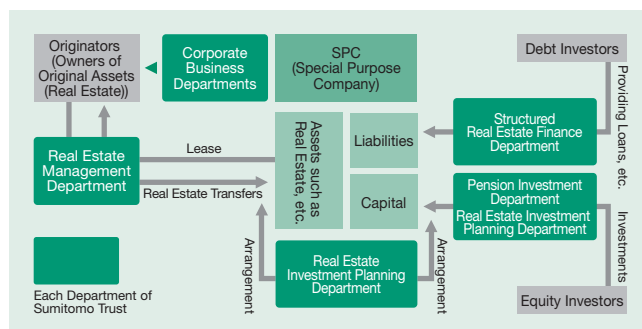 Originators
(Owners of
Original Assets
(Real Estate))
Corporate
Business
Departments
SPC
(Special Purpose
Company)
Debt Investors
Providing Loans, etc.
Structured
Real Estate Finance
Department
Assets such as
Real Estate, etc.
Liabilities
Capital
Lease
Real Estate
Management
Department
Real Estate Transfers
Pension Investment
Department
Real Estate Investment
Planning Department
Investments
Arrangement
Real Estate
Investment Planning
Department
Arrangement
Equity Investors
Each Department of
Sumitomo Trust